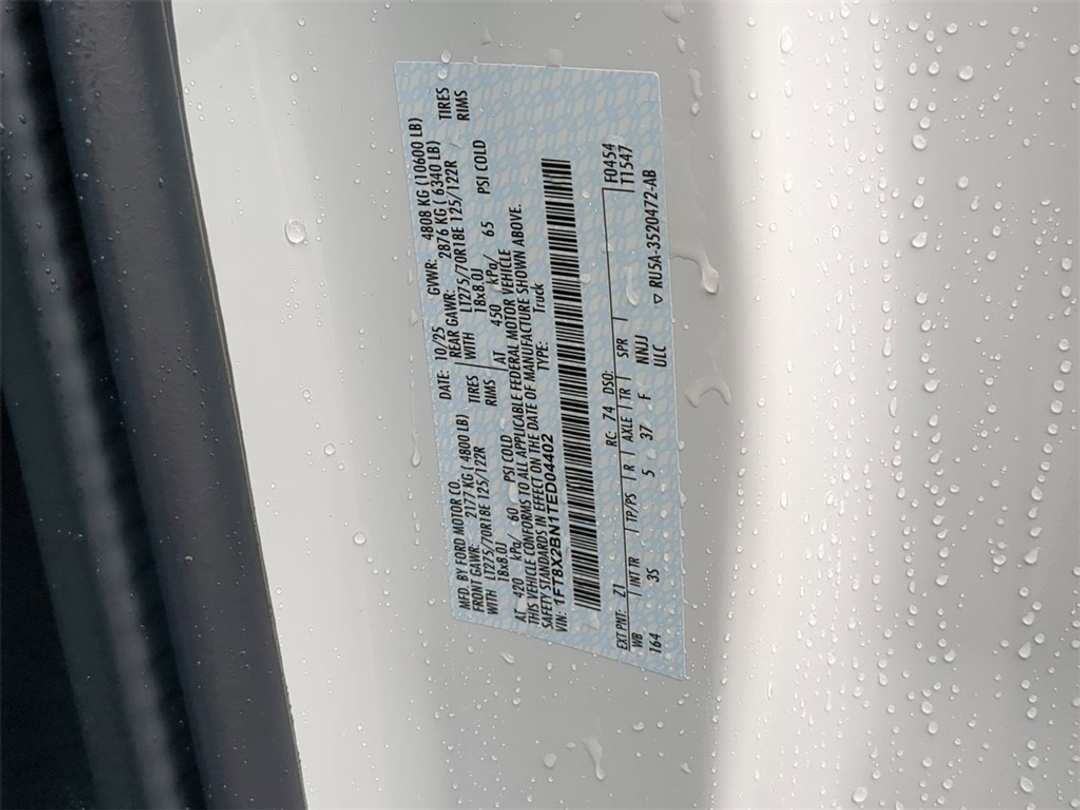 MFD. BY FORD MOTOR CO.
DATE: 10/25 GVWR: 4808 KG (10600 LB)
FRONT GAWR: 2177 KG ( 4800 LB) REAR GAWR: 2876 KG ( 6340 LB)
WITH LT275/70R18E 125/122R TIRES WITH LT275/70R18E 125/122R TIRES
18x8.0J RIMS 18x8.0J RIMS
AT 420 kPa/ 60 PSI COLD AT 450 kPa/ 65 PSI COLD
THIS VEHICLE CONFORMS TO ALL APPLICABLE FEDERAL MOTOR VEHICLE
SAFETY STANDARDS IN EFFECT ON THE DATE OF MANUFACTURE SHOWN ABOVE.
VIN: 1FT8X2BN1TED04402 TYPE: Truck
F0454
EXT PNT: Z1 RC: 74 DSO: T1547
WB INT TR TP/PS R AXLE TR SPR
164 35 5 37 F NNJJ
ULC ▽ RU5A-3520472-AB